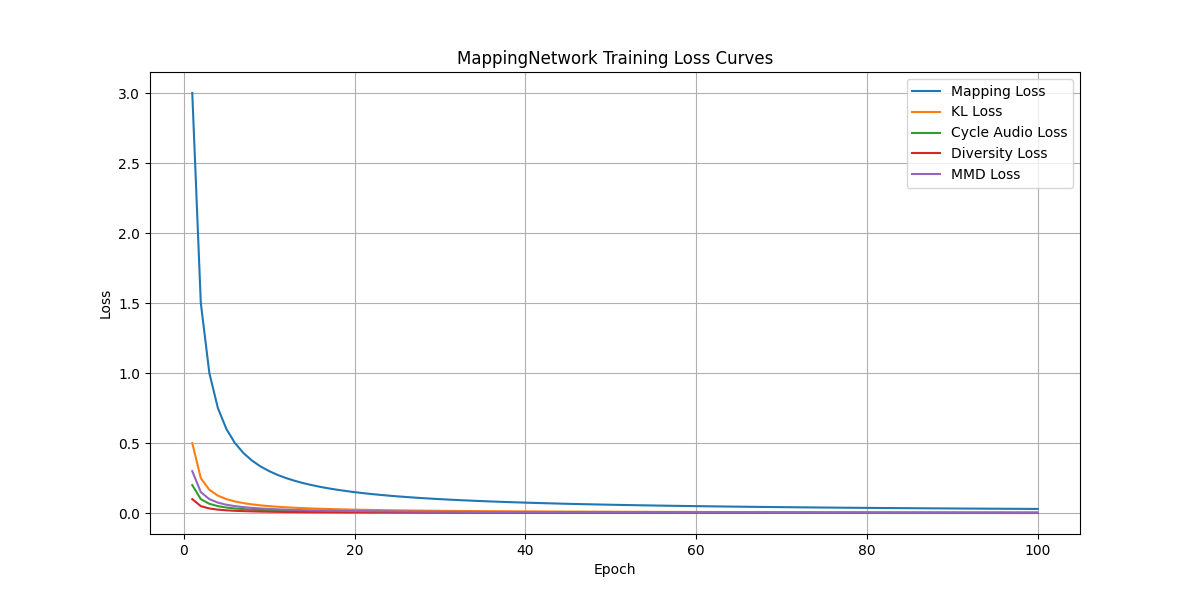 MappingNetwork Training Loss Curves
Mapping Loss
KL Loss
Cycle Audio Loss
Diversity Loss
MMD Loss
Loss
3.0
2.5
2.0
1.5
1.0
0.5
0.0
0 20 40 60 80 100
Epoch